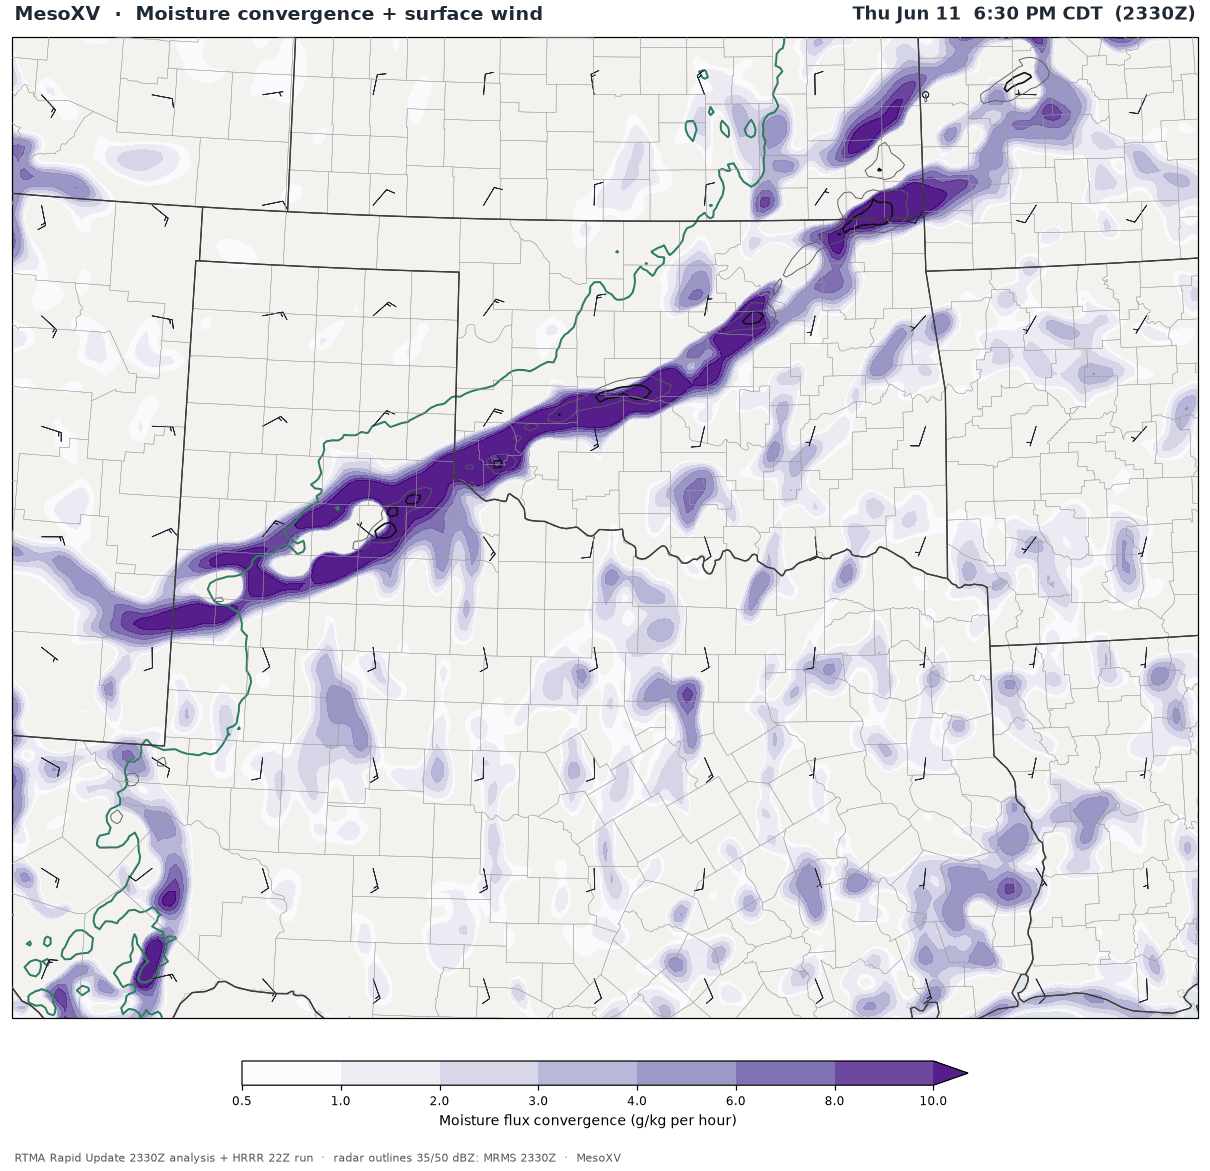 MesoXV · Moisture convergence + surface wind
Thu Jun 11 6:30 PM CDT (2330Z)
0.5 1.0 2.0 3.0 4.0 6.0 8.0 10.0
Moisture flux convergence (g/kg per hour)
RTMA Rapid Update 2330Z analysis + HRRR 22Z run · radar outlines 35/50 dBZ: MRMS 2330Z · MesoXV